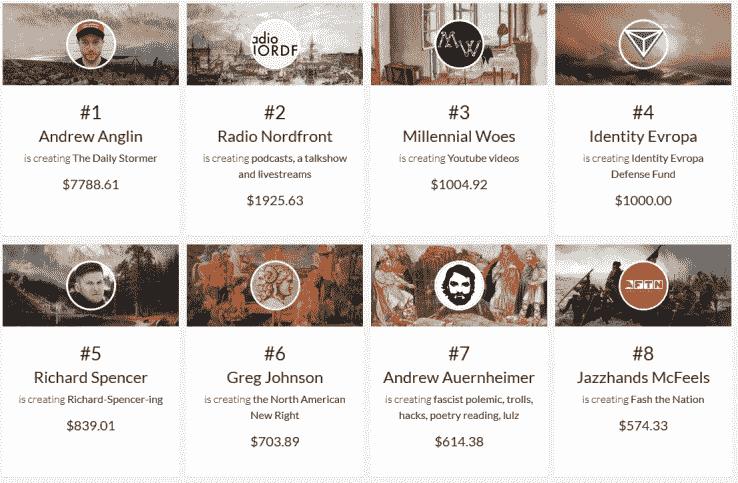 adio
IORDF
MW
#1
#2
#3
#4
Andrew Anglin
Radio Nordfront
Millennial Woes
Identity Evropa
is creating The Daily Stormer
is creating podcasts, a talkshow
and livestreams
is creating Youtube videos
is creating Identity Evropa
Defense Fund
$7788.61
$1925.63
$1004.92
$1000.00
FTN
#5
#6
#7
#8
Richard Spencer
Greg Johnson
Andrew Auernheimer
Jazzhands McFeels
is creating Richard-Spencer-ing
is creating the North American
New Right
is creating fascist polemic, trolls,
hacks, poetry reading, lulz
is creating Fash the Nation
$839.01
$703.89
$614.38
$574.33